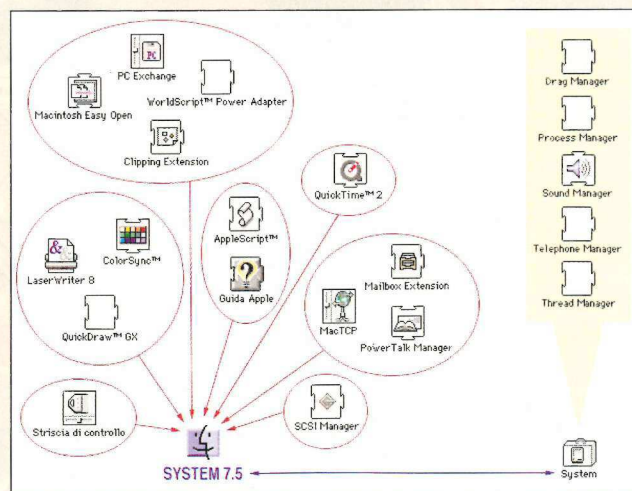 PC Exchange
WorldScript™ Power Adapter
Macintosh Easy Open
Clipping Extension
QuickTime™ 2
AppleScript™
Guida Apple
ColorSync™
LaserWriter 8
QuickDraw™ GX
Mailbox Extension
MacTCP
PowerTalk Manager
Striscia di controllo
SCSI Manager
SYSTEM 7.5
Drag Manager
Process Manager
Sound Manager
Telephone Manager
Thread Manager
System